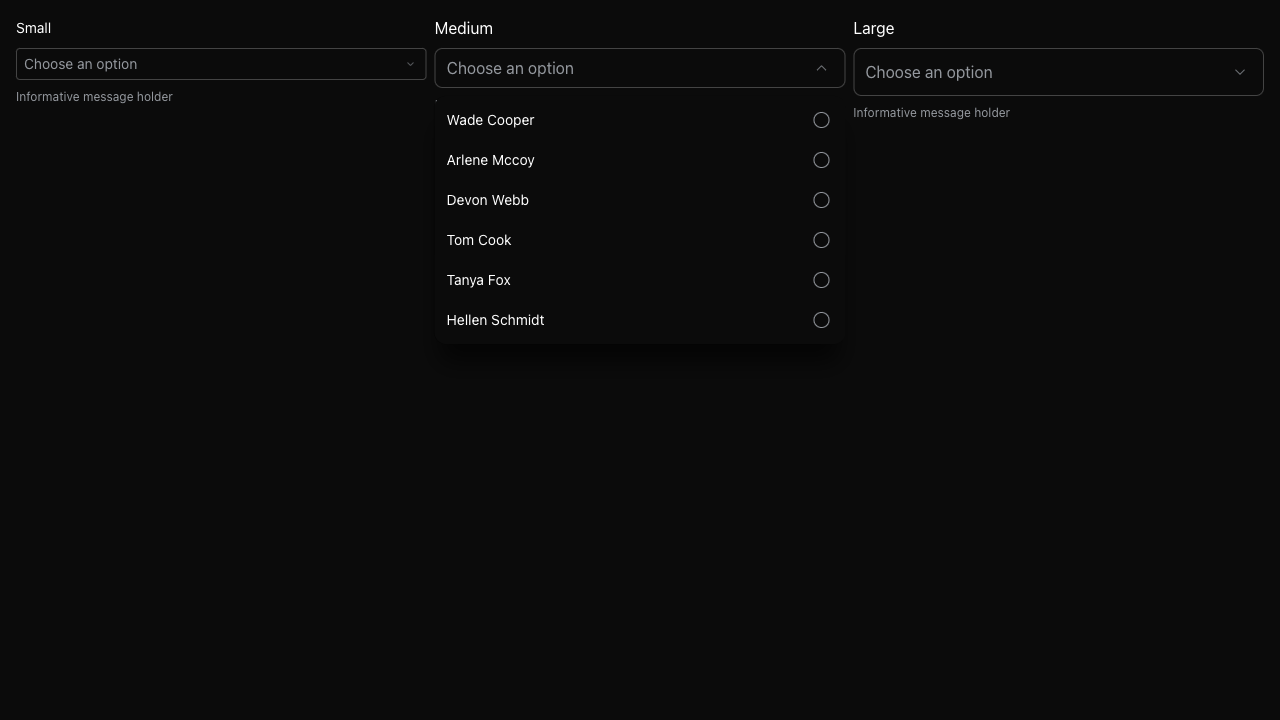 Small
Choose an option
Informative message holder
Medium
Choose an option
Wade Cooper
Arlene Mccoy
Devon Webb
Tom Cook
Tanya Fox
Hellen Schmidt
Large
Choose an option
Informative message holder